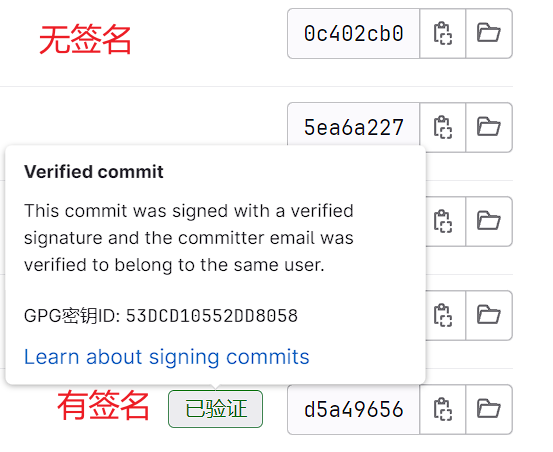 无签名
0c402cb0
5ea6a227
Verified commit
This commit was signed with a verified
signature and the committer email was
verified to belong to the same user.
GPG密钥ID: 53DCD10552DD8058
Learn about signing commits
有签名
已验证
d5a49656